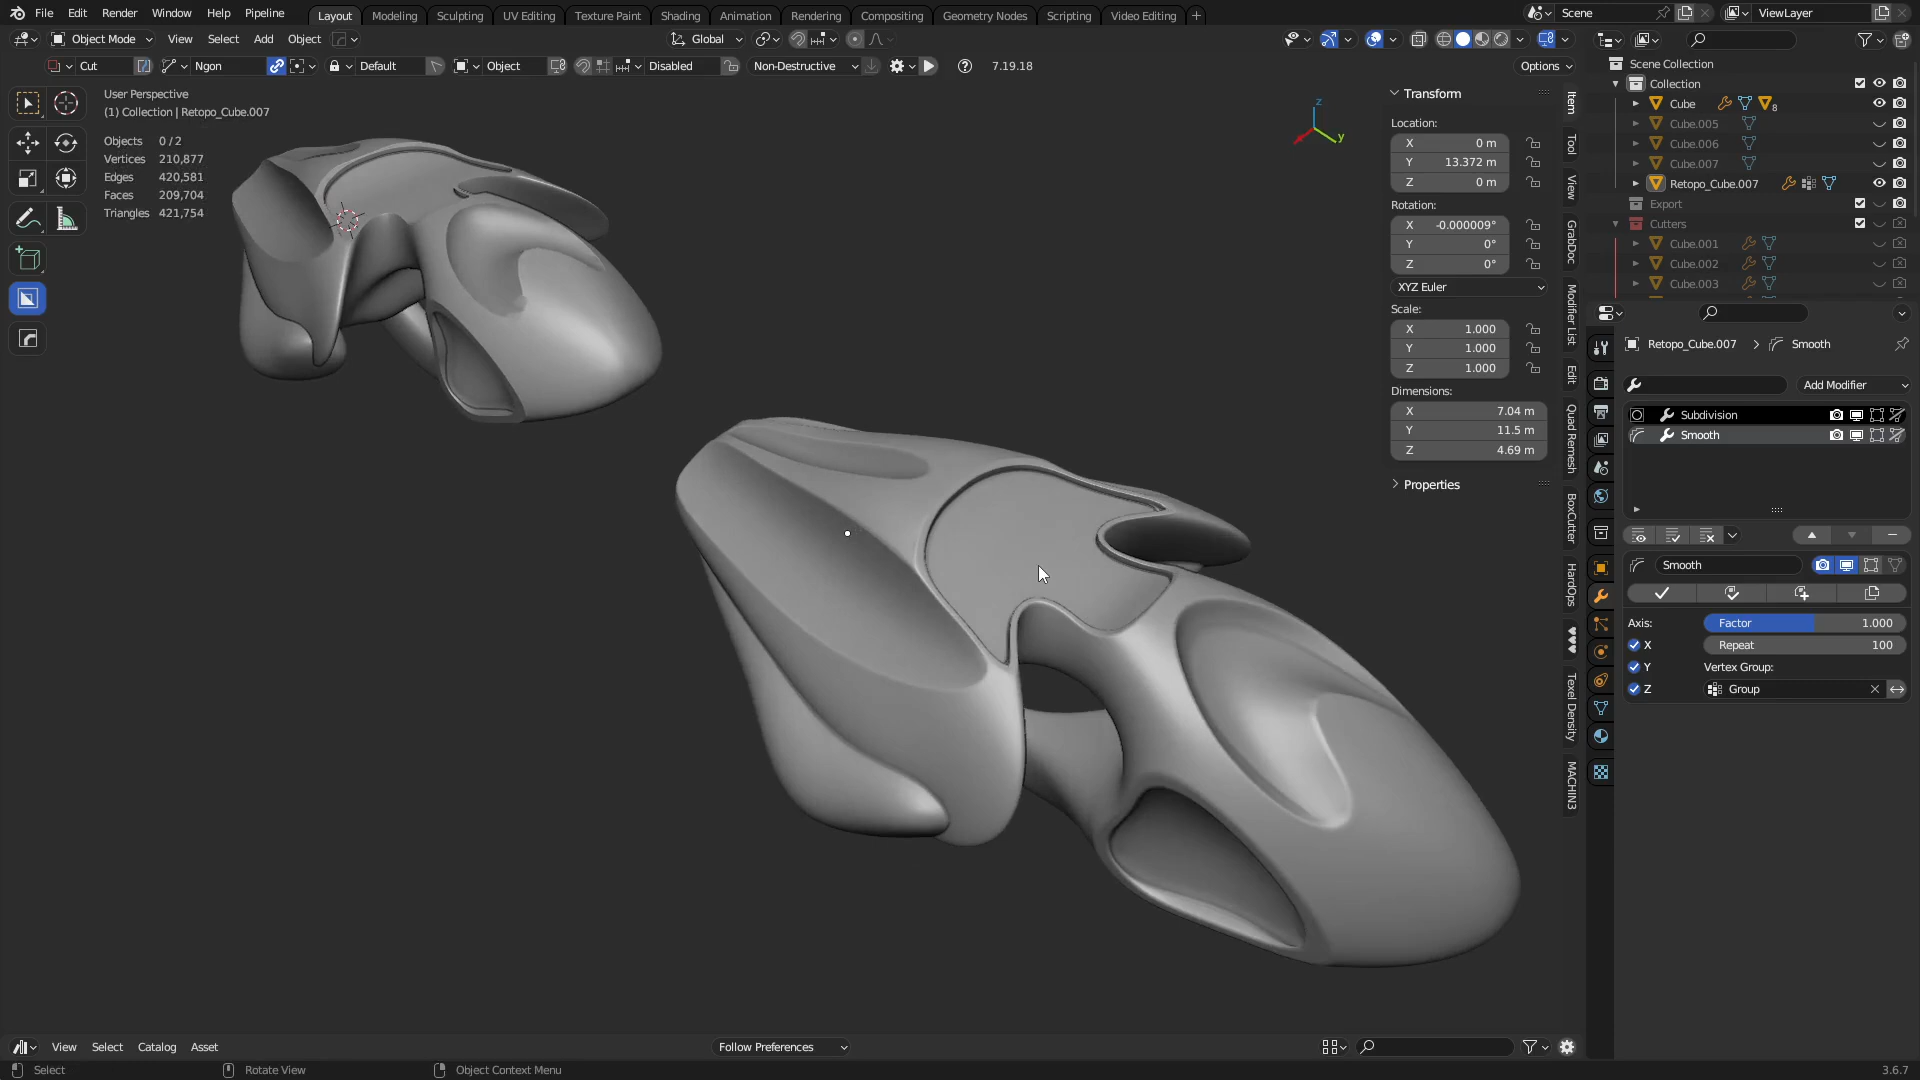 File Edit Render Window Help Pipeline Layout Modeling Sculpting UV Editing Texture Paint Shading Animation Rendering Compositing Geometry Nodes Scripting Video Editing + Scene ViewLayer
Object Mode View Select Add Object Global
Cut Ngon Default Object Disabled Non-Destructive 7.19.18 Options
User Perspective
(1) Collection | Retopo_Cube.007
Objects 0 / 2
Vertices 210,877
Edges 420,581
Faces 209,704
Triangles 421,754
Z
Y
Transform
Location:
X 0 m
Y 13.372 m
Z 0 m
Rotation:
X -0.000009°
Y 0°
Z 0°
XYZ Euler
Scale:
X 1.000
Y 1.000
Z 1.000
Dimensions:
X 7.04 m
Y 11.5 m
Z 4.69 m
Properties
Item
Tool
View
GrabDoc
Modifier List
Edit
Quad Remesh
BoxCutter
HardOps
♥♥♥
Texel Density
MACHIN3
Scene Collection
Collection
Cube 8
Cube.005
Cube.006
Cube.007
Retopo_Cube.007
Export
Cutters
Cube.001
Cube.002
Cube.003
Retopo_Cube.007 > Smooth
Add Modifier
Subdivision
Smooth
Smooth
Axis: Factor 1.000
X Repeat 100
Y Vertex Group:
Z Group
View Select Catalog Asset Follow Preferences
Select Rotate View Object Context Menu 3.6.7